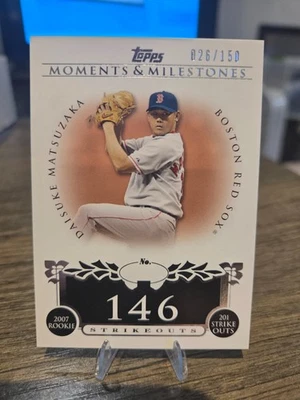 Topps
026/150
MOMENTS & MILESTONES
DAISUKE MATSUZAKA
BOSTON RED SOX®
B
No.
146
STRIKEOUTS
2007
ROOKIE
201
STRIKE
OUTS